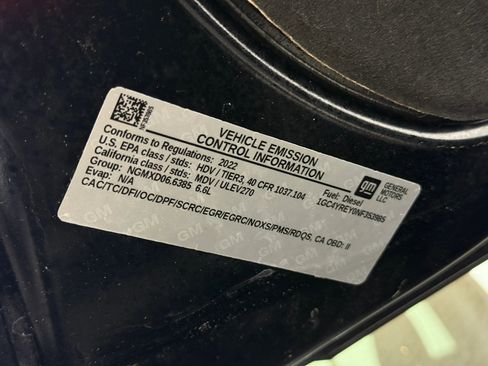 NF353985
VEHICLE EMISSION
CONTROL INFORMATION
Conforms to Regulations: 2022
U.S. EPA class / stds: HDV / TIER3, 40 CFR 1037.104
California class / stds: MDV / ULEV270
Group: NGMXD06.6385 6.6L
Evap: N/A
CAC/TC/DFI/OC/DPF/SCRC/EGR/EGRC/NOXS/PMS/RDQS, CA OBD: II
Fuel: Diesel
1GC4YREY0NF353985
gm
GENERAL
MOTORS
LLC